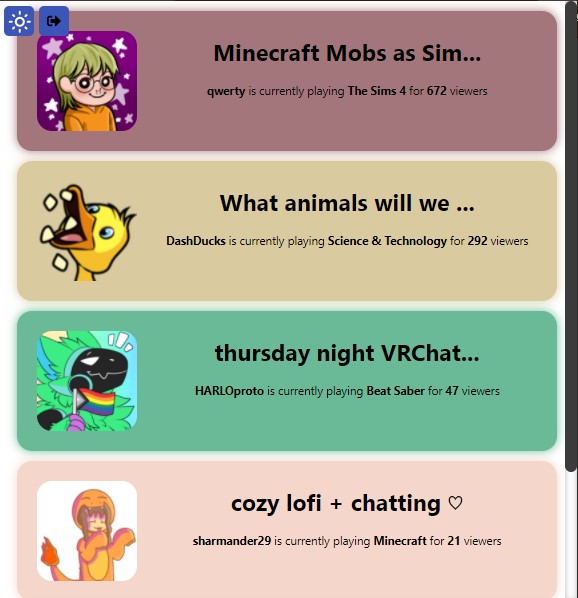 Minecraft Mobs as Sim...
qwerty is currently playing The Sims 4 for 672 viewers
What animals will we ...
DashDucks is currently playing Science & Technology for 292 viewers
thursday night VRChat...
HARLOproto is currently playing Beat Saber for 47 viewers
cozy lofi + chatting ♡
sharmander29 is currently playing Minecraft for 21 viewers